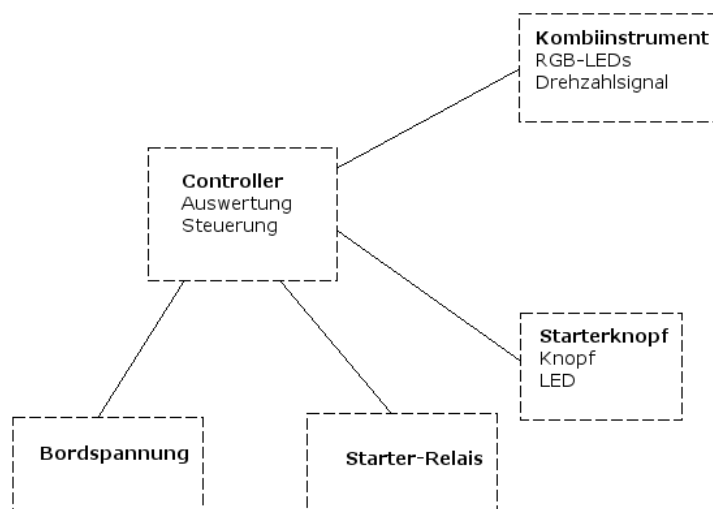 Kombiinstrument
RGB-LEDs
Drehzahlsignal
Controller
Auswertung
Steuerung
Starterknopf
Knopf
LED
Bordspannung
Starter-Relais